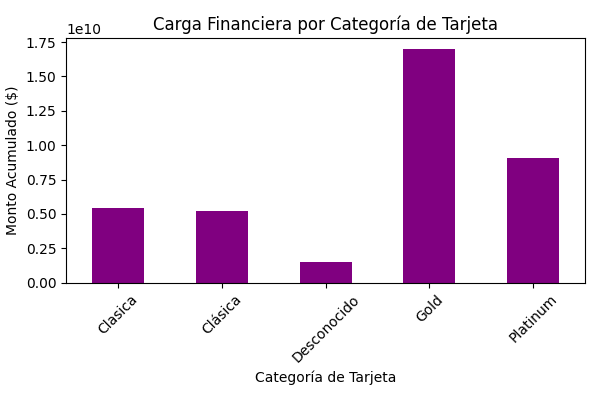 Carga Financiera por Categoría de Tarjeta
1e10
1.75
1.50
1.25
1.00
0.75
0.50
0.25
0.00
Monto Acumulado ($)
Clasica
Clásica
Desconocido
Gold
Platinum
Categoría de Tarjeta